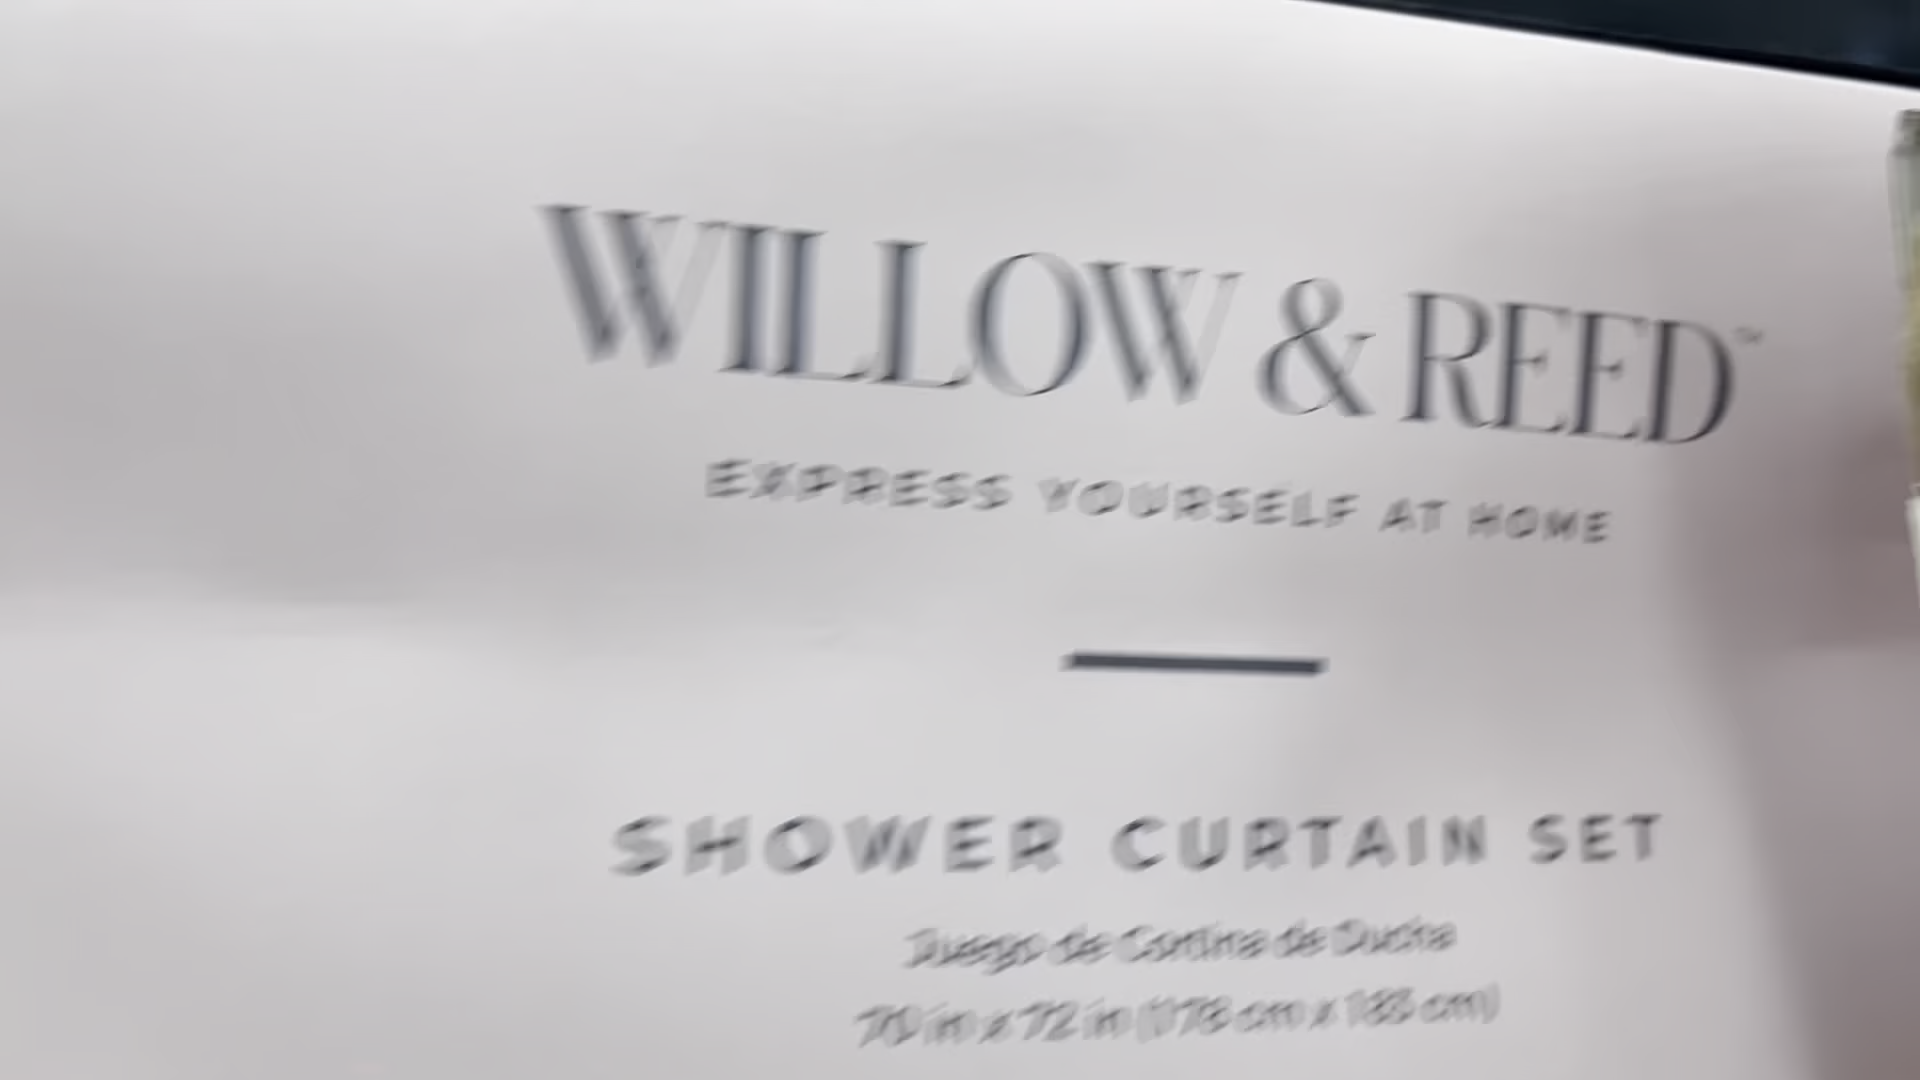 WILLOW & REED™
EXPRESS YOURSELF AT HOME
SHOWER CURTAIN SET
Juego de Cortina de Ducha
70 in x 72 in (178 cm x 183 cm)